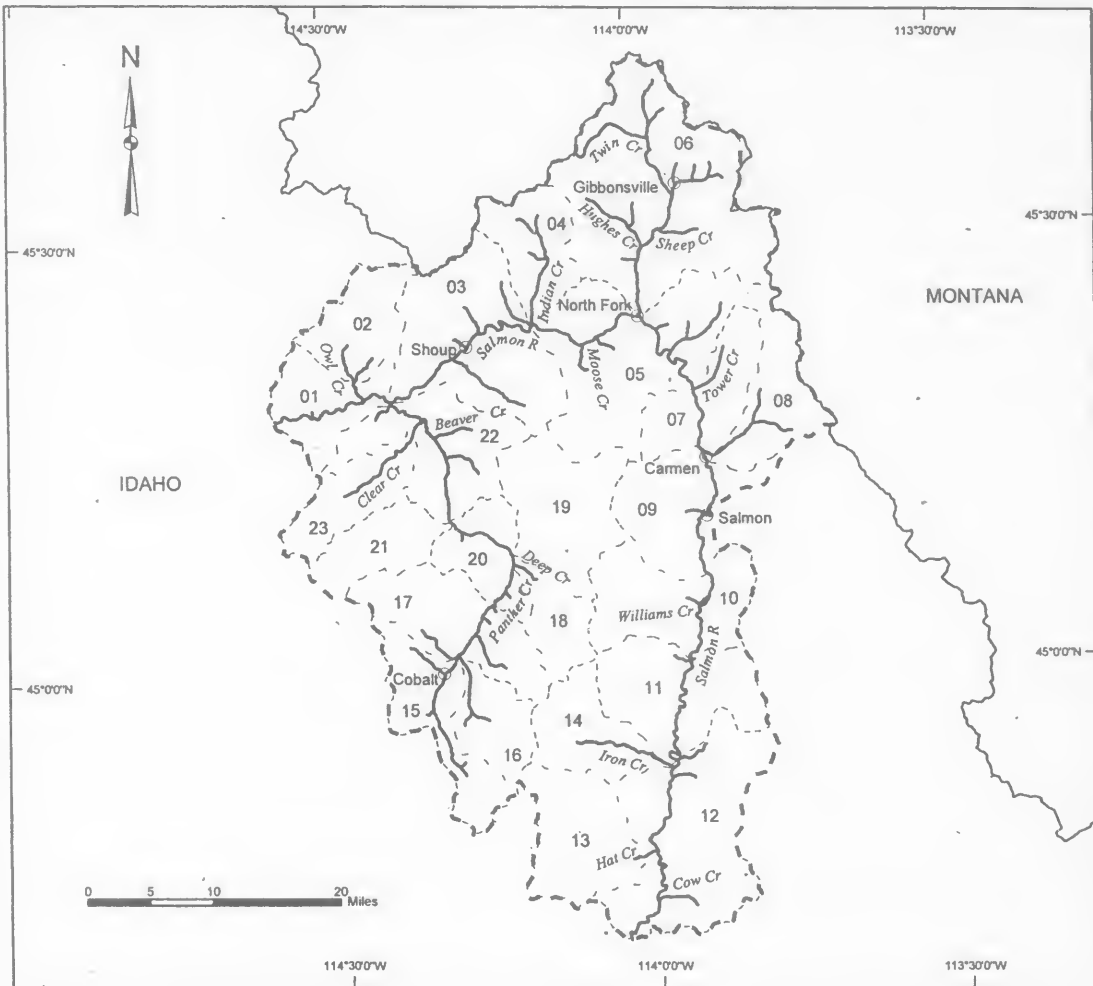 114°30'0"W
114°0'0"W
113°30'0"W
N
06
Twin Cr
Gibbonsville
04
Hughes Cr
Sheep Cr
45°30'0"N
45°30'0"N
Indian Cr
03
North Fork
MONTANA
02
Shoup
Salmon R
Owl Cr
Moose Cr
05
Tower Cr
01
08
Beaver Cr
07
22
Carmen
IDAHO
Clear Cr
19
09
Salmon
23
21
20
Deep Cr
10
17
Panther Cr
18
Williams Cr
Salmon R
45°0'0"N
Cobalt
45°0'0"N
11
15
14
16
Iron Cr
12
13
Hat Cr
Cow Cr
0 5 10 20
Miles
114°30'0"W
114°0'0"W
113°30'0"W